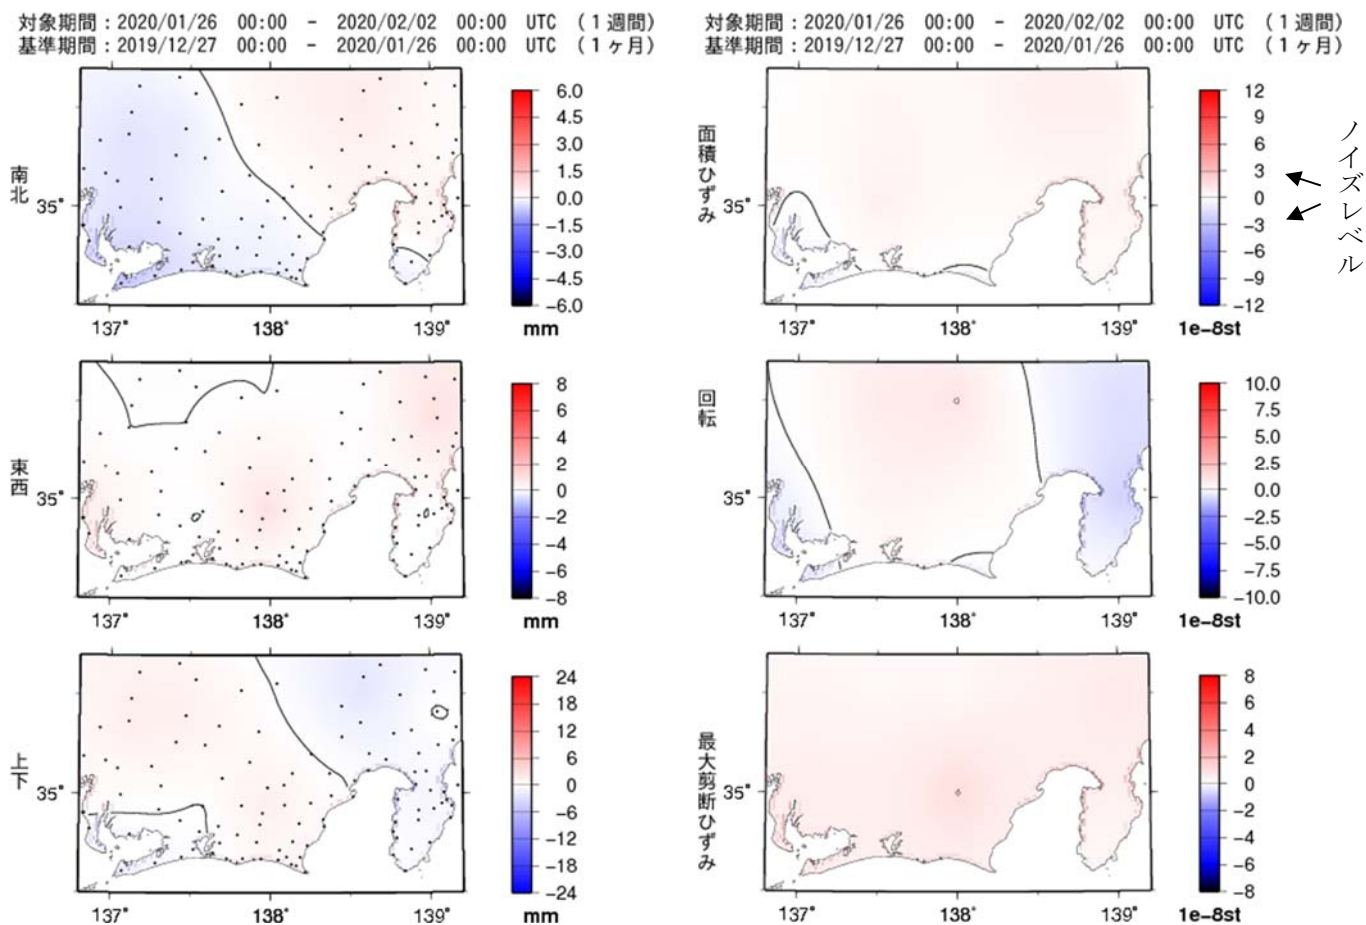 対象期間：2020/01/26 00:00 - 2020/02/02 00:00 UTC （１週間）
基準期間：2019/12/27 00:00 - 2020/01/26 00:00 UTC （１ヶ月）
南北
35°
137° 138° 139°
6.0
4.5
3.0
1.5
0.0
-1.5
-3.0
-4.5
-6.0
mm
東西
35°
137° 138° 139°
8
6
4
2
0
-2
-4
-6
-8
mm
上下
35°
137° 138° 139°
24
18
12
6
0
-6
-12
-18
-24
mm
対象期間：2020/01/26 00:00 - 2020/02/02 00:00 UTC （１週間）
基準期間：2019/12/27 00:00 - 2020/01/26 00:00 UTC （１ヶ月）
面積ひずみ
35°
137° 138° 139°
12
9
6
3
0
-3
-6
-9
-12
1e-8st
ノイズレベル
回転
35°
137° 138° 139°
10.0
7.5
5.0
2.5
0.0
-2.5
-5.0
-7.5
-10.0
1e-8st
最大剪断ひずみ
35°
137° 138° 139°
8
6
4
2
0
-2
-4
-6
-8
1e-8st